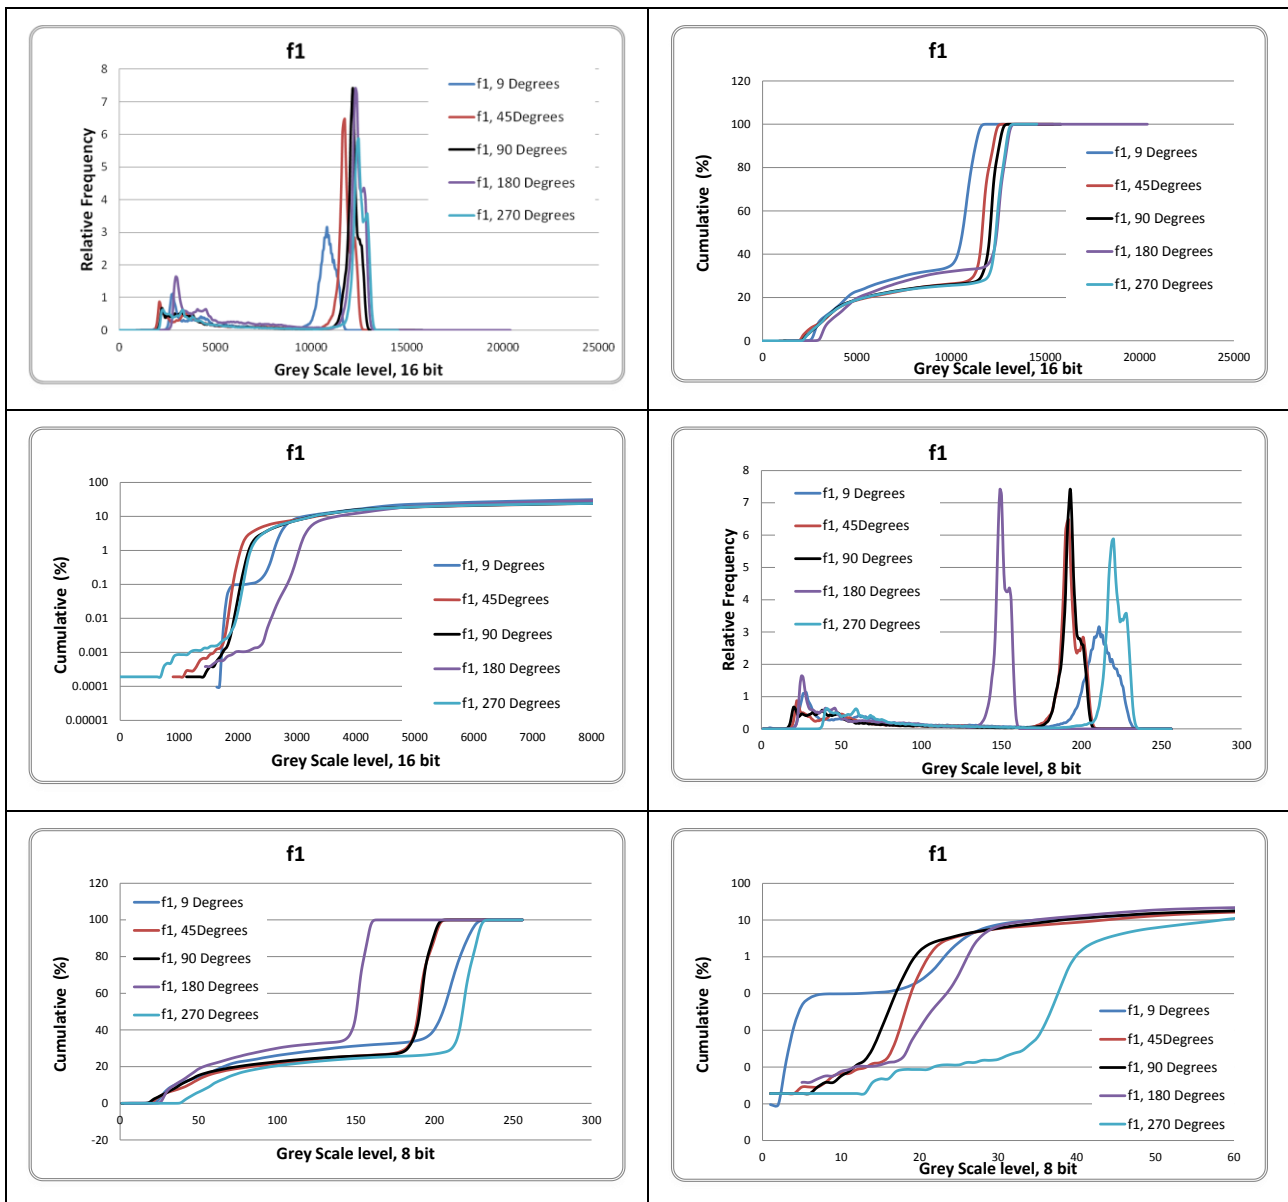 f1
8
7
6
5
4
3
2
1
0
Relative Frequency
0 5000 10000 15000 20000 25000
Grey Scale level, 16 bit
f1, 9 Degrees
f1, 45Degrees
f1, 90 Degrees
f1, 180 Degrees
f1, 270 Degrees
f1
120
100
80
60
40
20
0
Cumulative (%)
0 5000 10000 15000 20000 25000
Grey Scale level, 16 bit
f1, 9 Degrees
f1, 45Degrees
f1, 90 Degrees
f1, 180 Degrees
f1, 270 Degrees
f1
100
10
1
0.1
0.01
0.001
0.0001
0.00001
Cumulative (%)
0 1000 2000 3000 4000 5000 6000 7000 8000
Grey Scale level, 16 bit
f1, 9 Degrees
f1, 45Degrees
f1, 90 Degrees
f1, 180 Degrees
f1, 270 Degrees
f1
8
7
6
5
4
3
2
1
0
Relative Frequency
0 50 100 150 200 250 300
Grey Scale level, 8 bit
f1, 9 Degrees
f1, 45Degrees
f1, 90 Degrees
f1, 180 Degrees
f1, 270 Degrees
f1
120
100
80
60
40
20
0
-20
Cumulative (%)
0 50 100 150 200 250 300
Grey Scale level, 8 bit
f1, 9 Degrees
f1, 45Degrees
f1, 90 Degrees
f1, 180 Degrees
f1, 270 Degrees
f1
100
10
1
0
0
0
0
0
Cumulative (%)
0 10 20 30 40 50 60
Grey Scale level, 8 bit
f1, 9 Degrees
f1, 45Degrees
f1, 90 Degrees
f1, 180 Degrees
f1, 270 Degrees